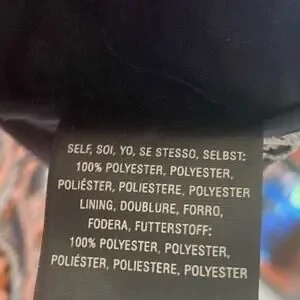 SELF, SOI, YO, SE STESSO, SELBST:
100% POLYESTER, POLYESTER,
POLIÉSTER, POLIESTERE, POLYESTER
LINING, DOUBLURE, FORRO,
FODERA, FUTTERSTOFF:
100% POLYESTER, POLYESTER,
POLIÉSTER, POLIESTERE, POLYESTER